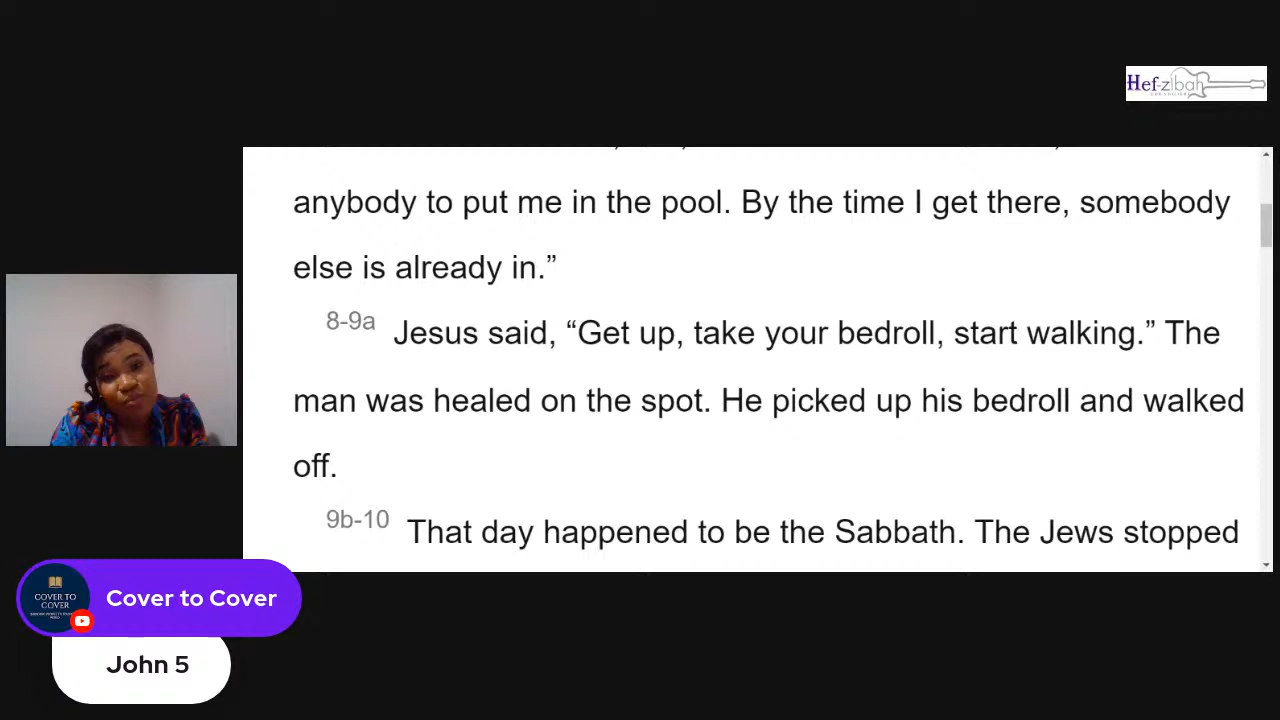 Hef-zibah
anybody to put me in the pool. By the time I get there, somebody
else is already in.”
8-9a Jesus said, “Get up, take your bedroll, start walking.” The
man was healed on the spot. He picked up his bedroll and walked
off.
9b-10 That day happened to be the Sabbath. The Jews stopped
COVER TO
COVER
Cover to Cover
John 5